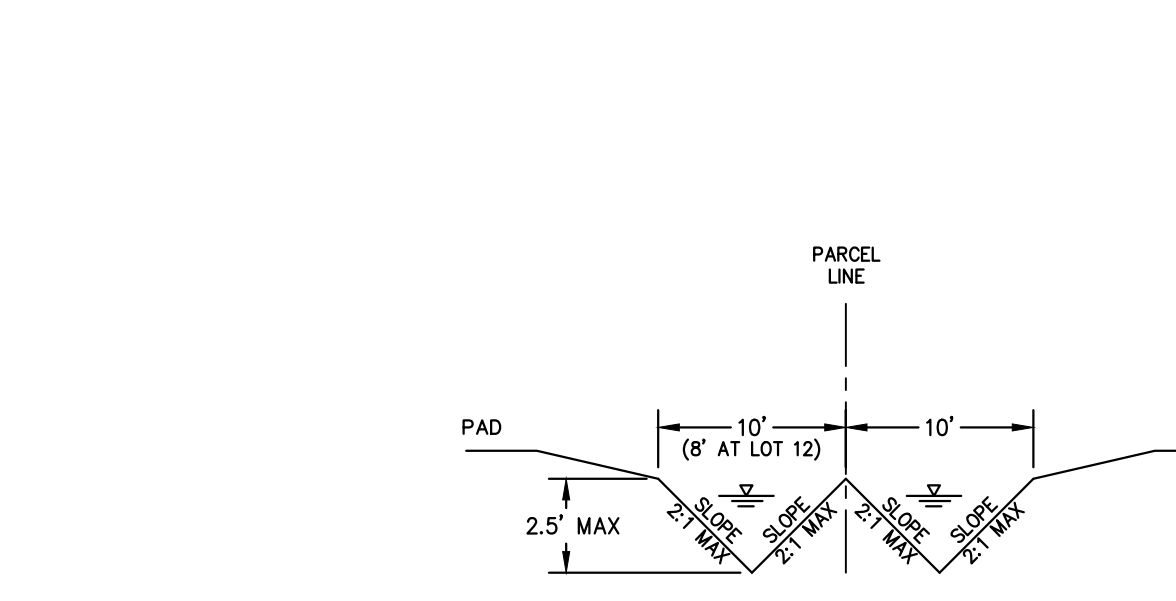 PARCEL
LINE
PAD
10'
10'
(8' AT LOT 12)
2.5' MAX
SLOPE
2:1 MAX
SLOPE
2:1 MAX
SLOPE
2:1 MAX
SLOPE
2:1 MAX